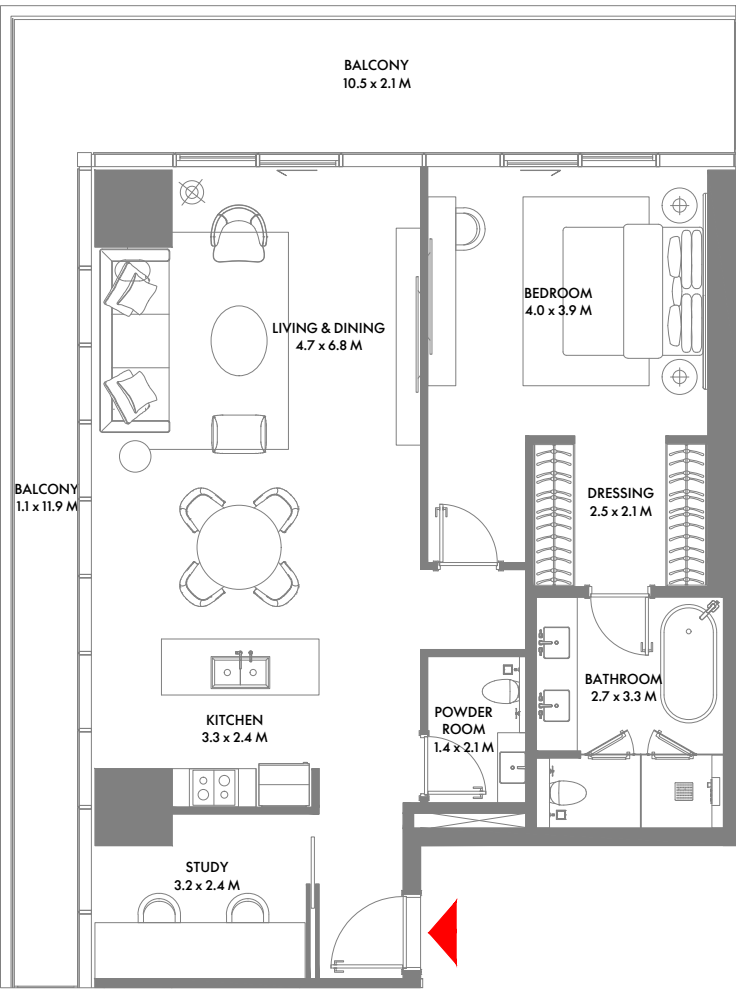 BALCONY
10.5 x 2.1 M
BEDROOM
4.0 x 3.9 M
LIVING & DINING
4.7 x 6.8 M
BALCONY
1.1 x 11.9 M
DRESSING
2.5 x 2.1 M
BATHROOM
2.7 x 3.3 M
KITCHEN
3.3 x 2.4 M
POWDER
ROOM
1.4 x 2.1 M
STUDY
3.2 x 2.4 M